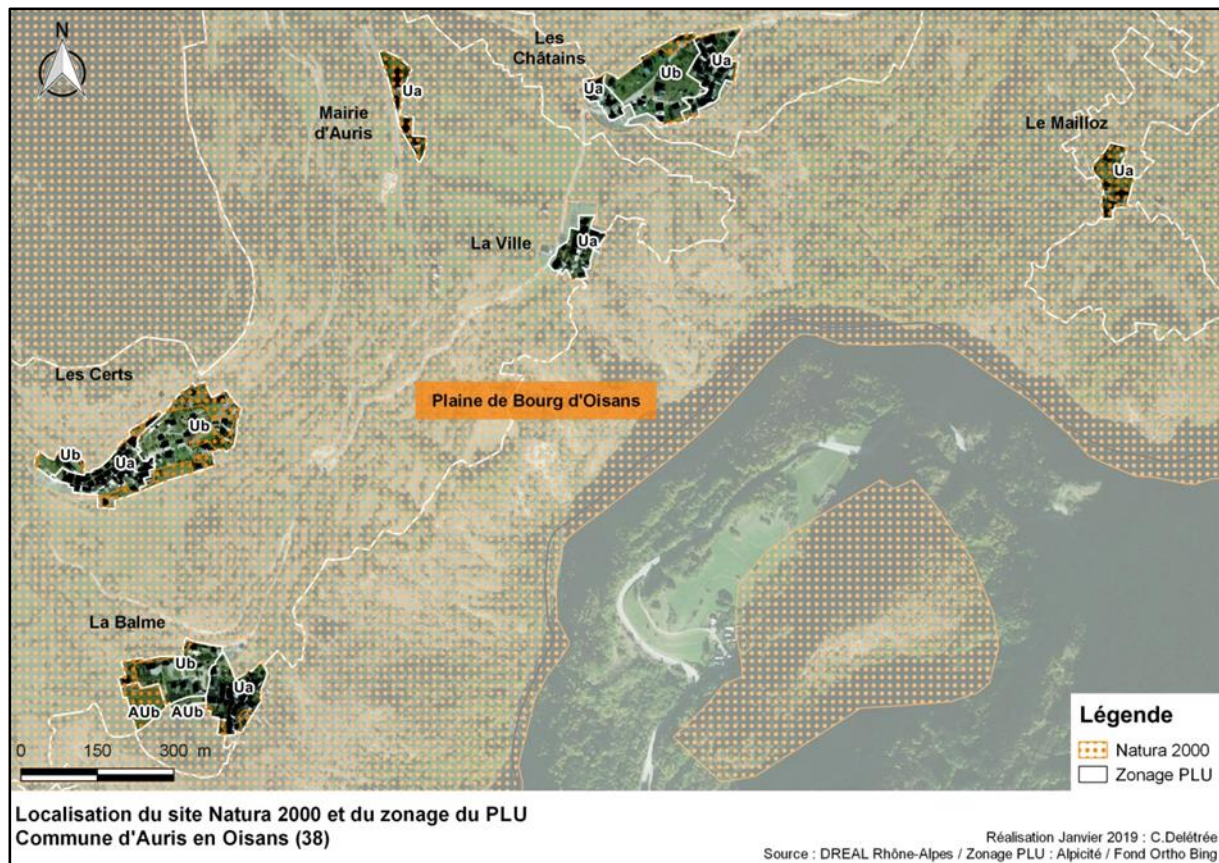 N
Les
Châtains
Ua
Ub
Ua
Ua
Mairie
d'Auris
Le Mailloz
Ua
La Ville
Ua
Les Certs
Plaine de Bourg d'Oisans
Ub
Ub
Ua
La Balme
Ub
Ua
AUb
AUb
0 150 300 m
Légende
Natura 2000
Zonage PLU
Localisation du site Natura 2000 et du zonage du PLU
Commune d'Auris en Oisans (38)
Réalisation Janvier 2019 : C.Delétrée
Source : DREAL Rhône-Alpes / Zonage PLU : Alpicité / Fond Ortho Bing